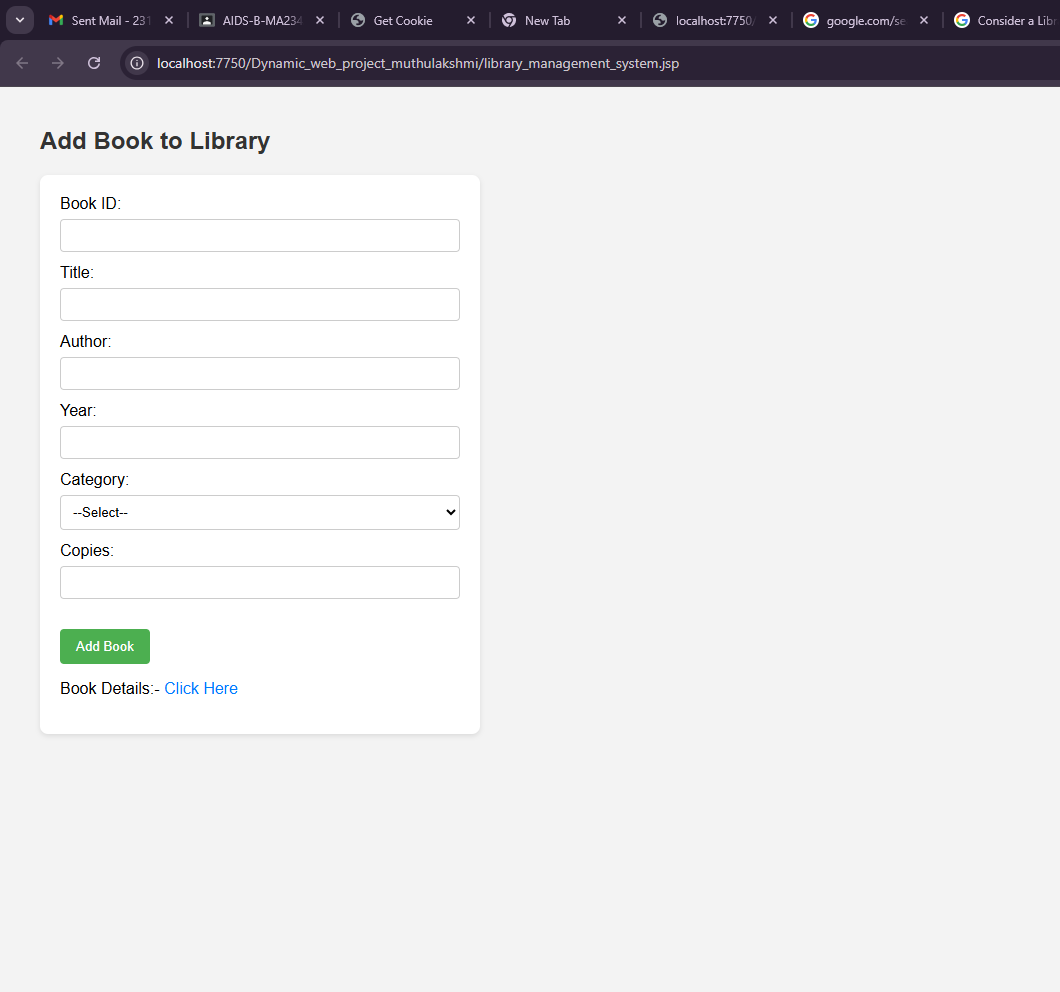 Sent Mail - 231
AIDS-B-MA234
Get Cookie
New Tab
localhost:7750/
google.com/se
Consider a Libr
localhost:7750/Dynamic_web_project_muthulakshmi/library_management_system.jsp
Add Book to Library
Book ID:
Title:
Author:
Year:
Category:
--Select--
Copies:
Add Book
Book Details:- Click Here